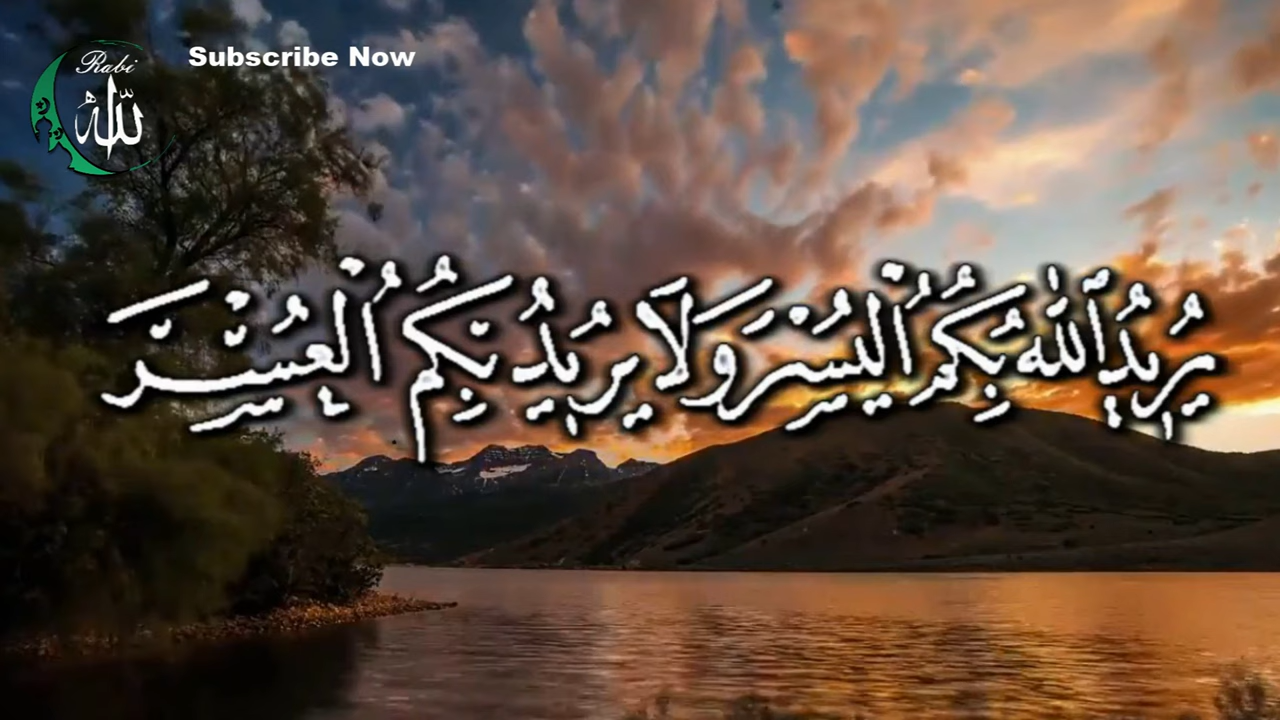 Subscribe Now
Rabi
الله
يُرِيدُ ٱللَّهُ بِكُمُ ٱلْيُسْرَ وَلَا يُرِيدُ بِكُمُ ٱلْعُسْرَ